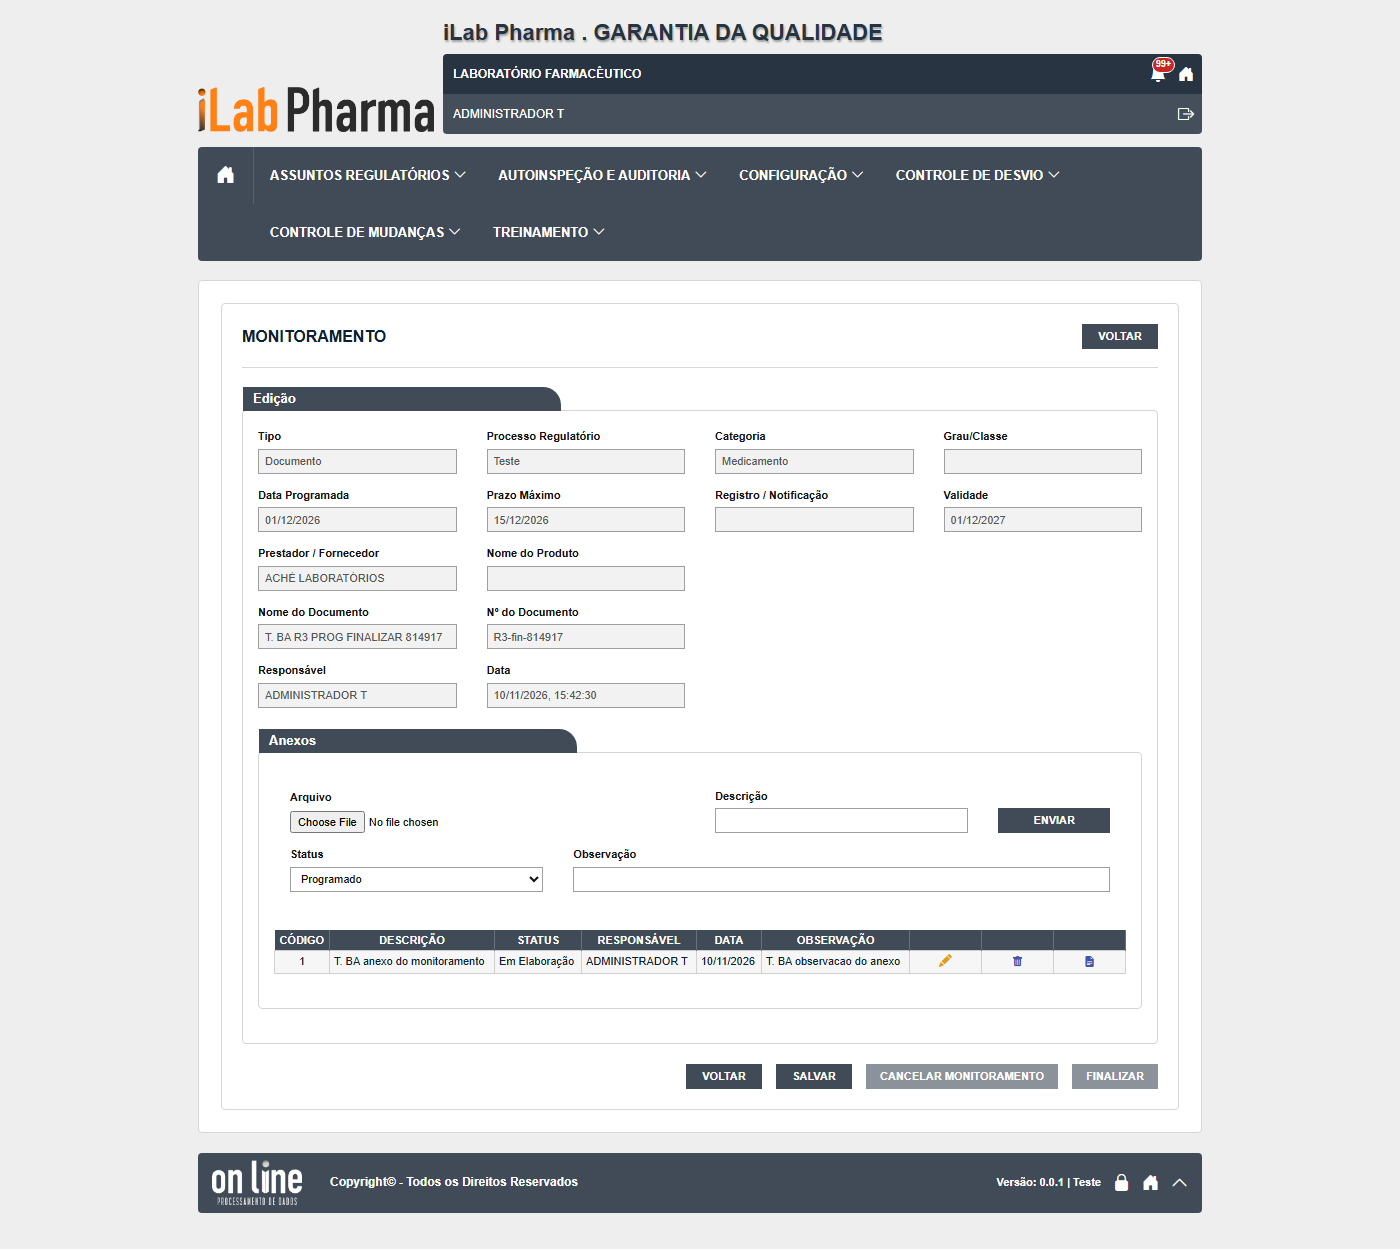 iLab Pharma . GARANTIA DA QUALIDADE
iLab Pharma
LABORATÓRIO FARMACÊUTICO
99+
ADMINISTRADOR T
ASSUNTOS REGULATÓRIOS AUTOINSPEÇÃO E AUDITORIA CONFIGURAÇÃO CONTROLE DE DESVIO
CONTROLE DE MUDANÇAS TREINAMENTO
MONITORAMENTO VOLTAR
Edição
Tipo Processo Regulatório Categoria Grau/Classe
Documento Teste Medicamento
Data Programada Prazo Máximo Registro / Notificação Validade
01/12/2026 15/12/2026 01/12/2027
Prestador / Fornecedor Nome do Produto
ACHÉ LABORATÓRIOS
Nome do Documento Nº do Documento
T. BA R3 PROG FINALIZAR 814917 R3-fin-814917
Responsável Data
ADMINISTRADOR T 10/11/2026, 15:42:30
Anexos
Arquivo Descrição
Choose File No file chosen ENVIAR
Status Observação
Programado
CÓDIGO DESCRIÇÃO STATUS RESPONSÁVEL DATA OBSERVAÇÃO
1 T. BA anexo do monitoramento Em Elaboração ADMINISTRADOR T 10/11/2026 T. BA observacao do anexo
VOLTAR SALVAR CANCELAR MONITORAMENTO FINALIZAR
on line
PROCESSAMENTO DE DADOS
Copyright© - Todos os Direitos Reservados
Versão: 0.0.1 | Teste